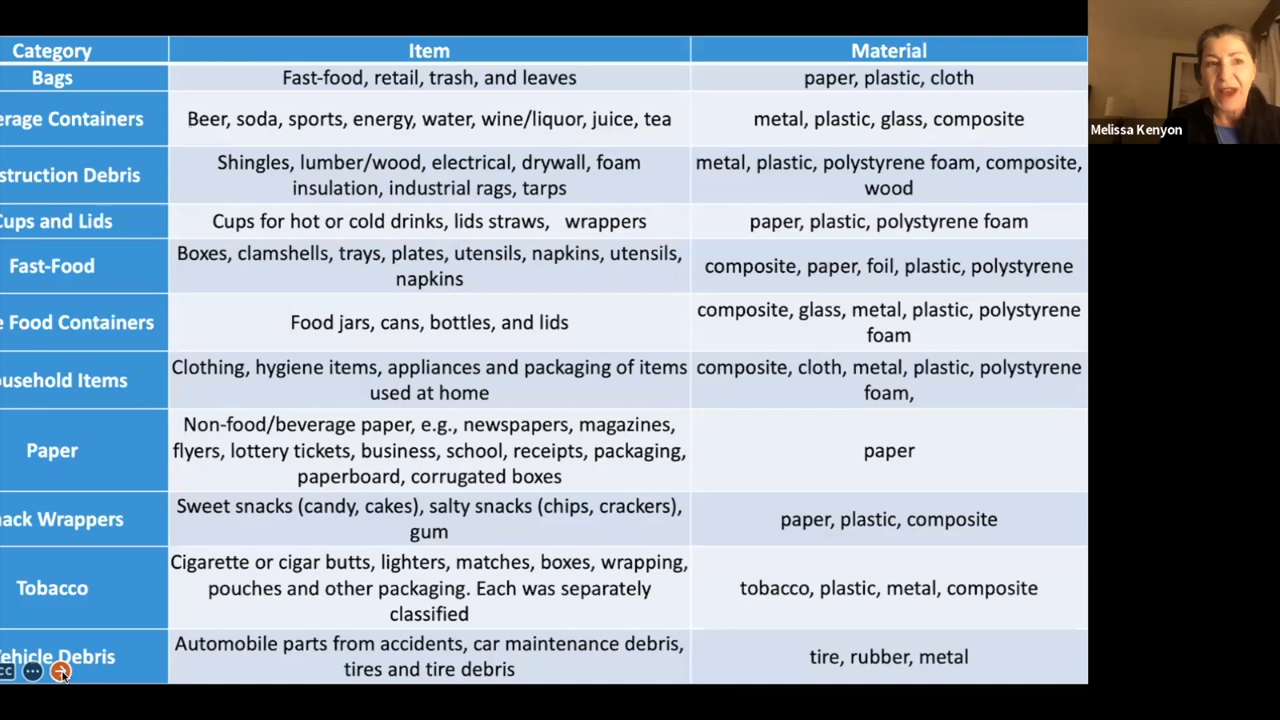 Category Item Material
Bags Fast-food, retail, trash, and leaves paper, plastic, cloth
erage Containers Beer, soda, sports, energy, water, wine/liquor, juice, tea metal, plastic, glass, composite
struction Debris Shingles, lumber/wood, electrical, drywall, foam
insulation, industrial rags, tarps metal, plastic, polystyrene foam, composite,
wood
Cups and Lids Cups for hot or cold drinks, lids straws, wrappers paper, plastic, polystyrene foam
Fast-Food Boxes, clamshells, trays, plates, utensils, napkins, utensils,
napkins composite, paper, foil, plastic, polystyrene
e Food Containers Food jars, cans, bottles, and lids composite, glass, metal, plastic, polystyrene
foam
usehold Items Clothing, hygiene items, appliances and packaging of items
used at home composite, cloth, metal, plastic, polystyrene
foam,
Paper Non-food/beverage paper, e.g., newspapers, magazines,
flyers, lottery tickets, business, school, receipts, packaging,
paperboard, corrugated boxes paper
ack Wrappers Sweet snacks (candy, cakes), salty snacks (chips, crackers),
gum paper, plastic, composite
Tobacco Cigarette or cigar butts, lighters, matches, boxes, wrapping,
pouches and other packaging. Each was separately
classified tobacco, plastic, metal, composite
ehicle Debris Automobile parts from accidents, car maintenance debris,
tires and tire debris tire, rubber, metal
CC
Melissa Kenyon